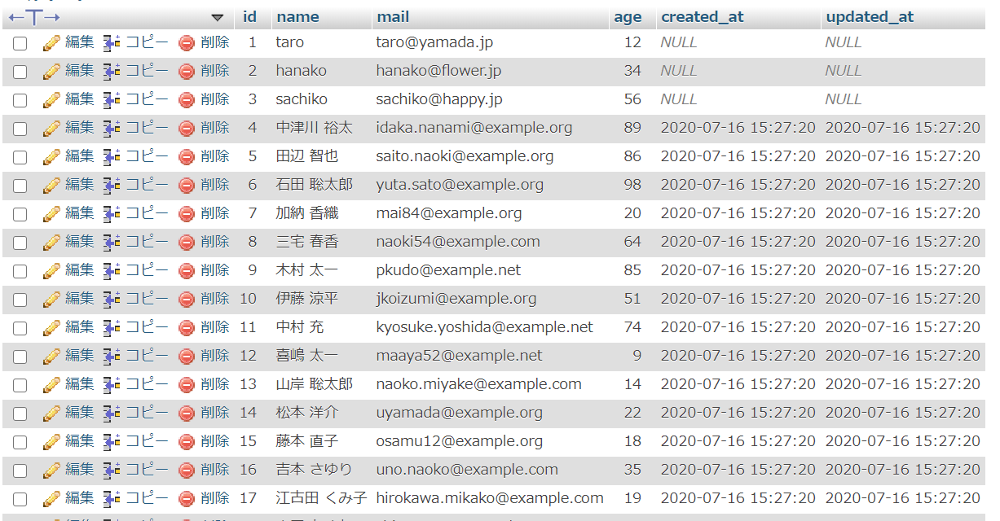 ←T→ id name mail age created_at updated_at
編集 コピー 削除 1 taro taro@yamada.jp 12 NULL NULL
編集 コピー 削除 2 hanako hanako@flower.jp 34 NULL NULL
編集 コピー 削除 3 sachiko sachiko@happy.jp 56 NULL NULL
編集 コピー 削除 4 中津川 裕太 idaka.nanami@example.org 89 2020-07-16 15:27:20 2020-07-16 15:27:20
編集 コピー 削除 5 田辺 智也 saito.naoki@example.org 86 2020-07-16 15:27:20 2020-07-16 15:27:20
編集 コピー 削除 6 石田 聡太郎 yuta.sato@example.org 98 2020-07-16 15:27:20 2020-07-16 15:27:20
編集 コピー 削除 7 加納 香織 mai84@example.org 20 2020-07-16 15:27:20 2020-07-16 15:27:20
編集 コピー 削除 8 三宅 春香 naoki54@example.com 64 2020-07-16 15:27:20 2020-07-16 15:27:20
編集 コピー 削除 9 木村 太一 pkudo@example.net 85 2020-07-16 15:27:20 2020-07-16 15:27:20
編集 コピー 削除 10 伊藤 涼平 jkoizumi@example.org 51 2020-07-16 15:27:20 2020-07-16 15:27:20
編集 コピー 削除 11 中村 充 kyosuke.yoshida@example.net 74 2020-07-16 15:27:20 2020-07-16 15:27:20
編集 コピー 削除 12 喜嶋 太一 maaya52@example.net 9 2020-07-16 15:27:20 2020-07-16 15:27:20
編集 コピー 削除 13 山岸 聡太郎 naoko.miyake@example.com 14 2020-07-16 15:27:20 2020-07-16 15:27:20
編集 コピー 削除 14 松本 洋介 uyamada@example.org 22 2020-07-16 15:27:20 2020-07-16 15:27:20
編集 コピー 削除 15 藤本 直子 osamu12@example.org 18 2020-07-16 15:27:20 2020-07-16 15:27:20
編集 コピー 削除 16 吉本 さゆり uno.naoko@example.com 35 2020-07-16 15:27:20 2020-07-16 15:27:20
編集 コピー 削除 17 江古田 くみ子 hirokawa.mikako@example.com 19 2020-07-16 15:27:20 2020-07-16 15:27:20